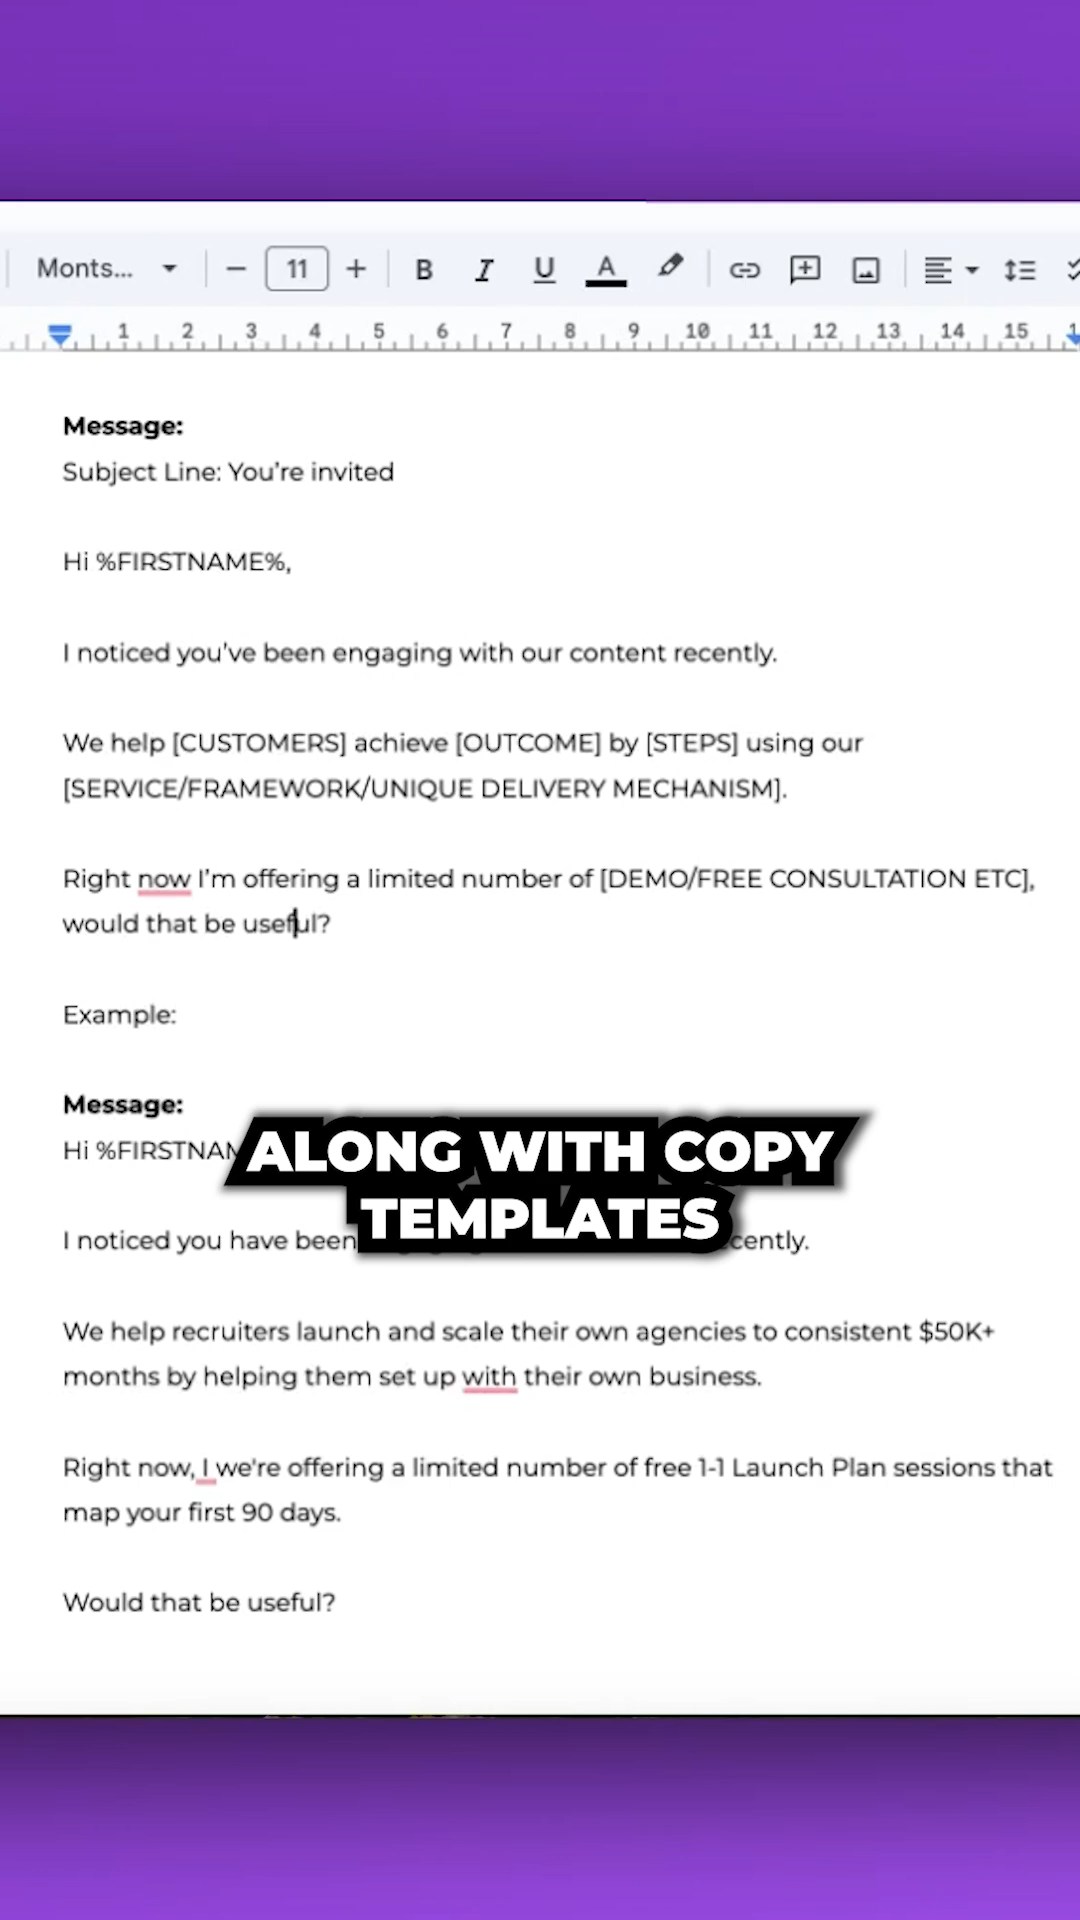 Monts...
11
B I U A
1 2 3 4 5 6 7 8 9 10 11 12 13 14 15
Message:
Subject Line: You’re invited
Hi %FIRSTNAME%,
I noticed you’ve been engaging with our content recently.
We help [CUSTOMERS] achieve [OUTCOME] by [STEPS] using our
[SERVICE/FRAMEWORK/UNIQUE DELIVERY MECHANISM].
Right now I’m offering a limited number of [DEMO/FREE CONSULTATION ETC],
would that be useful?
Example:
Message:
Hi %FIRSTNAM
ALONG WITH COPY
TEMPLATES
I noticed you have been cently.
We help recruiters launch and scale their own agencies to consistent $50K+
months by helping them set up with their own business.
Right now, I we're offering a limited number of free 1-1 Launch Plan sessions that
map your first 90 days.
Would that be useful?